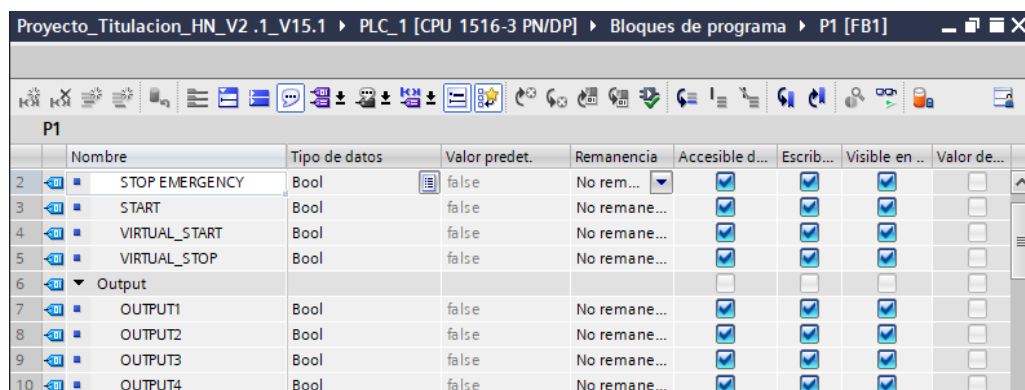 Proyecto_Titulacion_HN_V2 .1_V15.1 ▸ PLC_1 [CPU 1516-3 PN/DP] ▸ Bloques de programa ▸ P1 [FB1]
P1
Nombre Tipo de datos Valor predet. Remanencia Accesible d... Escrib... Visible en .. Valor de...
2 STOP EMERGENCY Bool false No rem...
3 START Bool false No remane...
4 VIRTUAL_START Bool false No remane...
5 VIRTUAL_STOP Bool false No remane...
6 Output
7 OUTPUT1 Bool false No remane...
8 OUTPUT2 Bool false No remane...
9 OUTPUT3 Bool false No remane...
10 OUTPUT4 Bool false No remane...